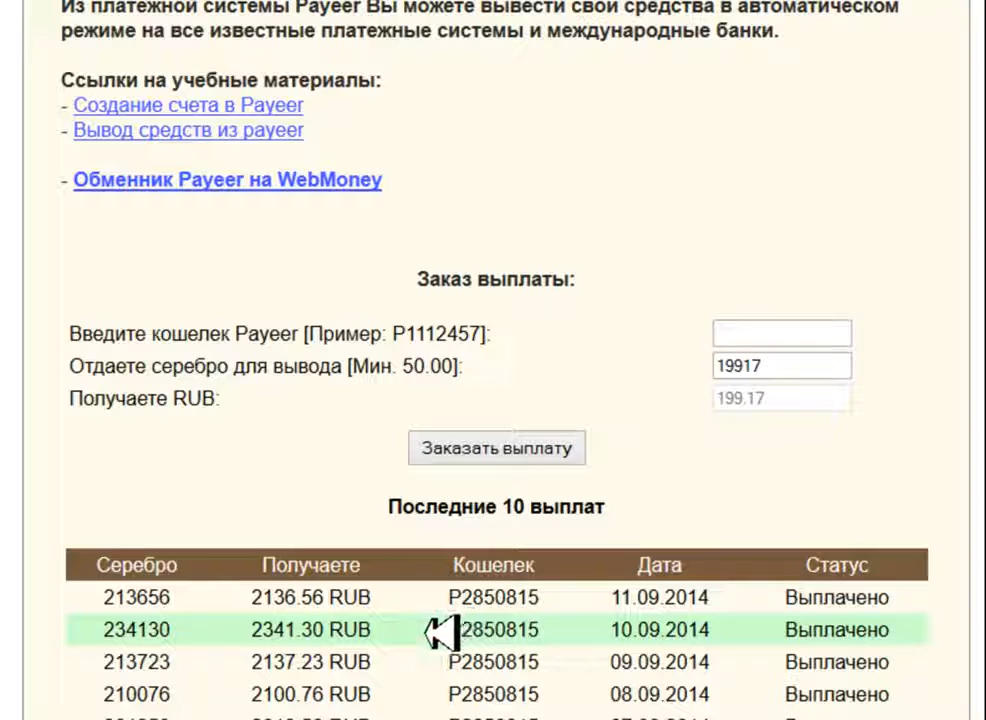 Из платежной системы Payeer Вы можете вывести свои средства в автоматическом
режиме на все известные платежные системы и международные банки.
Ссылки на учебные материалы:
- Создание счета в Payeer
- Вывод средств из payeer
- Обменник Payeer на WebMoney
Заказ выплаты:
Введите кошелек Payeer [Пример: P1112457]:
Отдаете серебро для вывода [Мин. 50.00]: 19917
Получаете RUB: 199.17
Заказать выплату
Последние 10 выплат
Серебро Получаете Кошелек Дата Статус
213656 2136.56 RUB P2850815 11.09.2014 Выплачено
234130 2341.30 RUB 2850815 10.09.2014 Выплачено
213723 2137.23 RUB P2850815 09.09.2014 Выплачено
210076 2100.76 RUB P2850815 08.09.2014 Выплачено